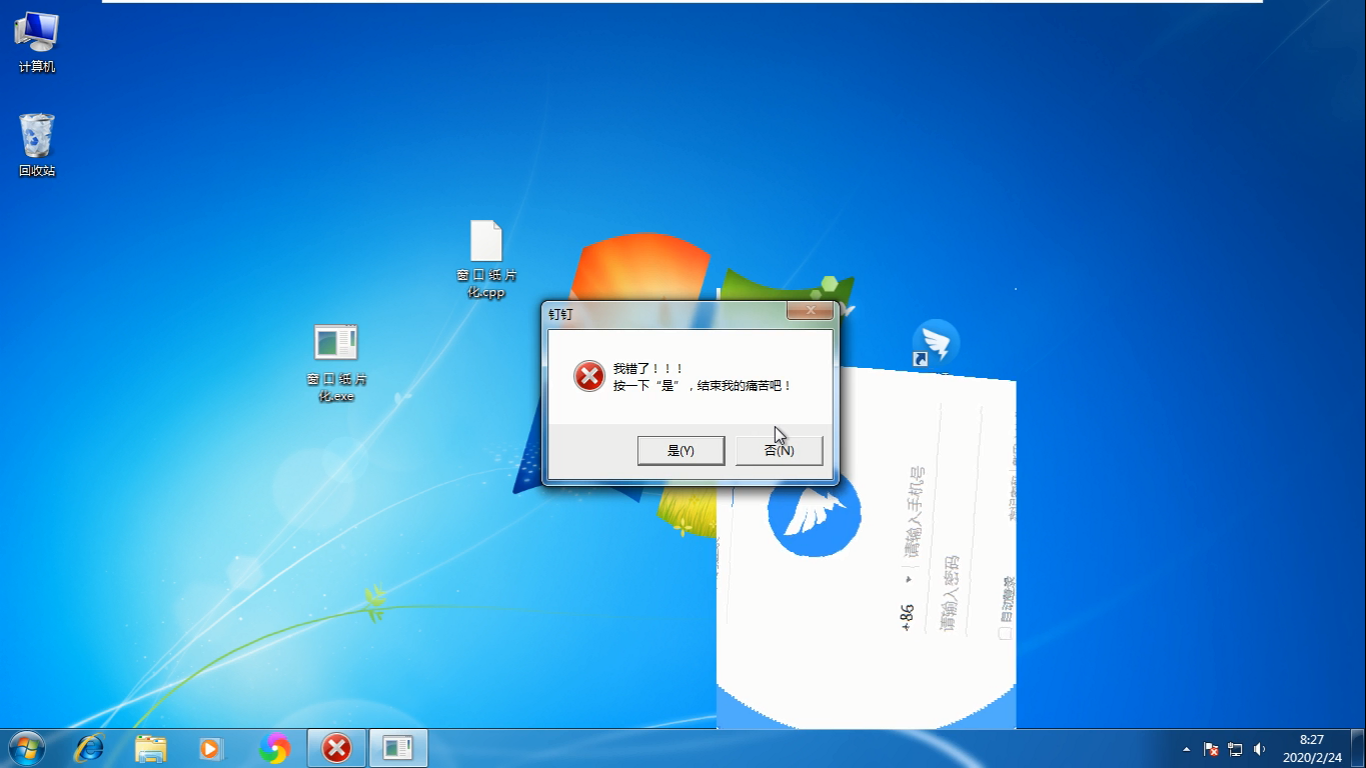 计算机
回收站
窗口纸片
化.cpp
窗口纸片
化.exe
钉钉
我错了！！！
按一下“是”，结束我的痛苦吧！
是(Y)
否(N)
+86
请输入手机号
请输入密码
自动登录
8:27
2020/2/24